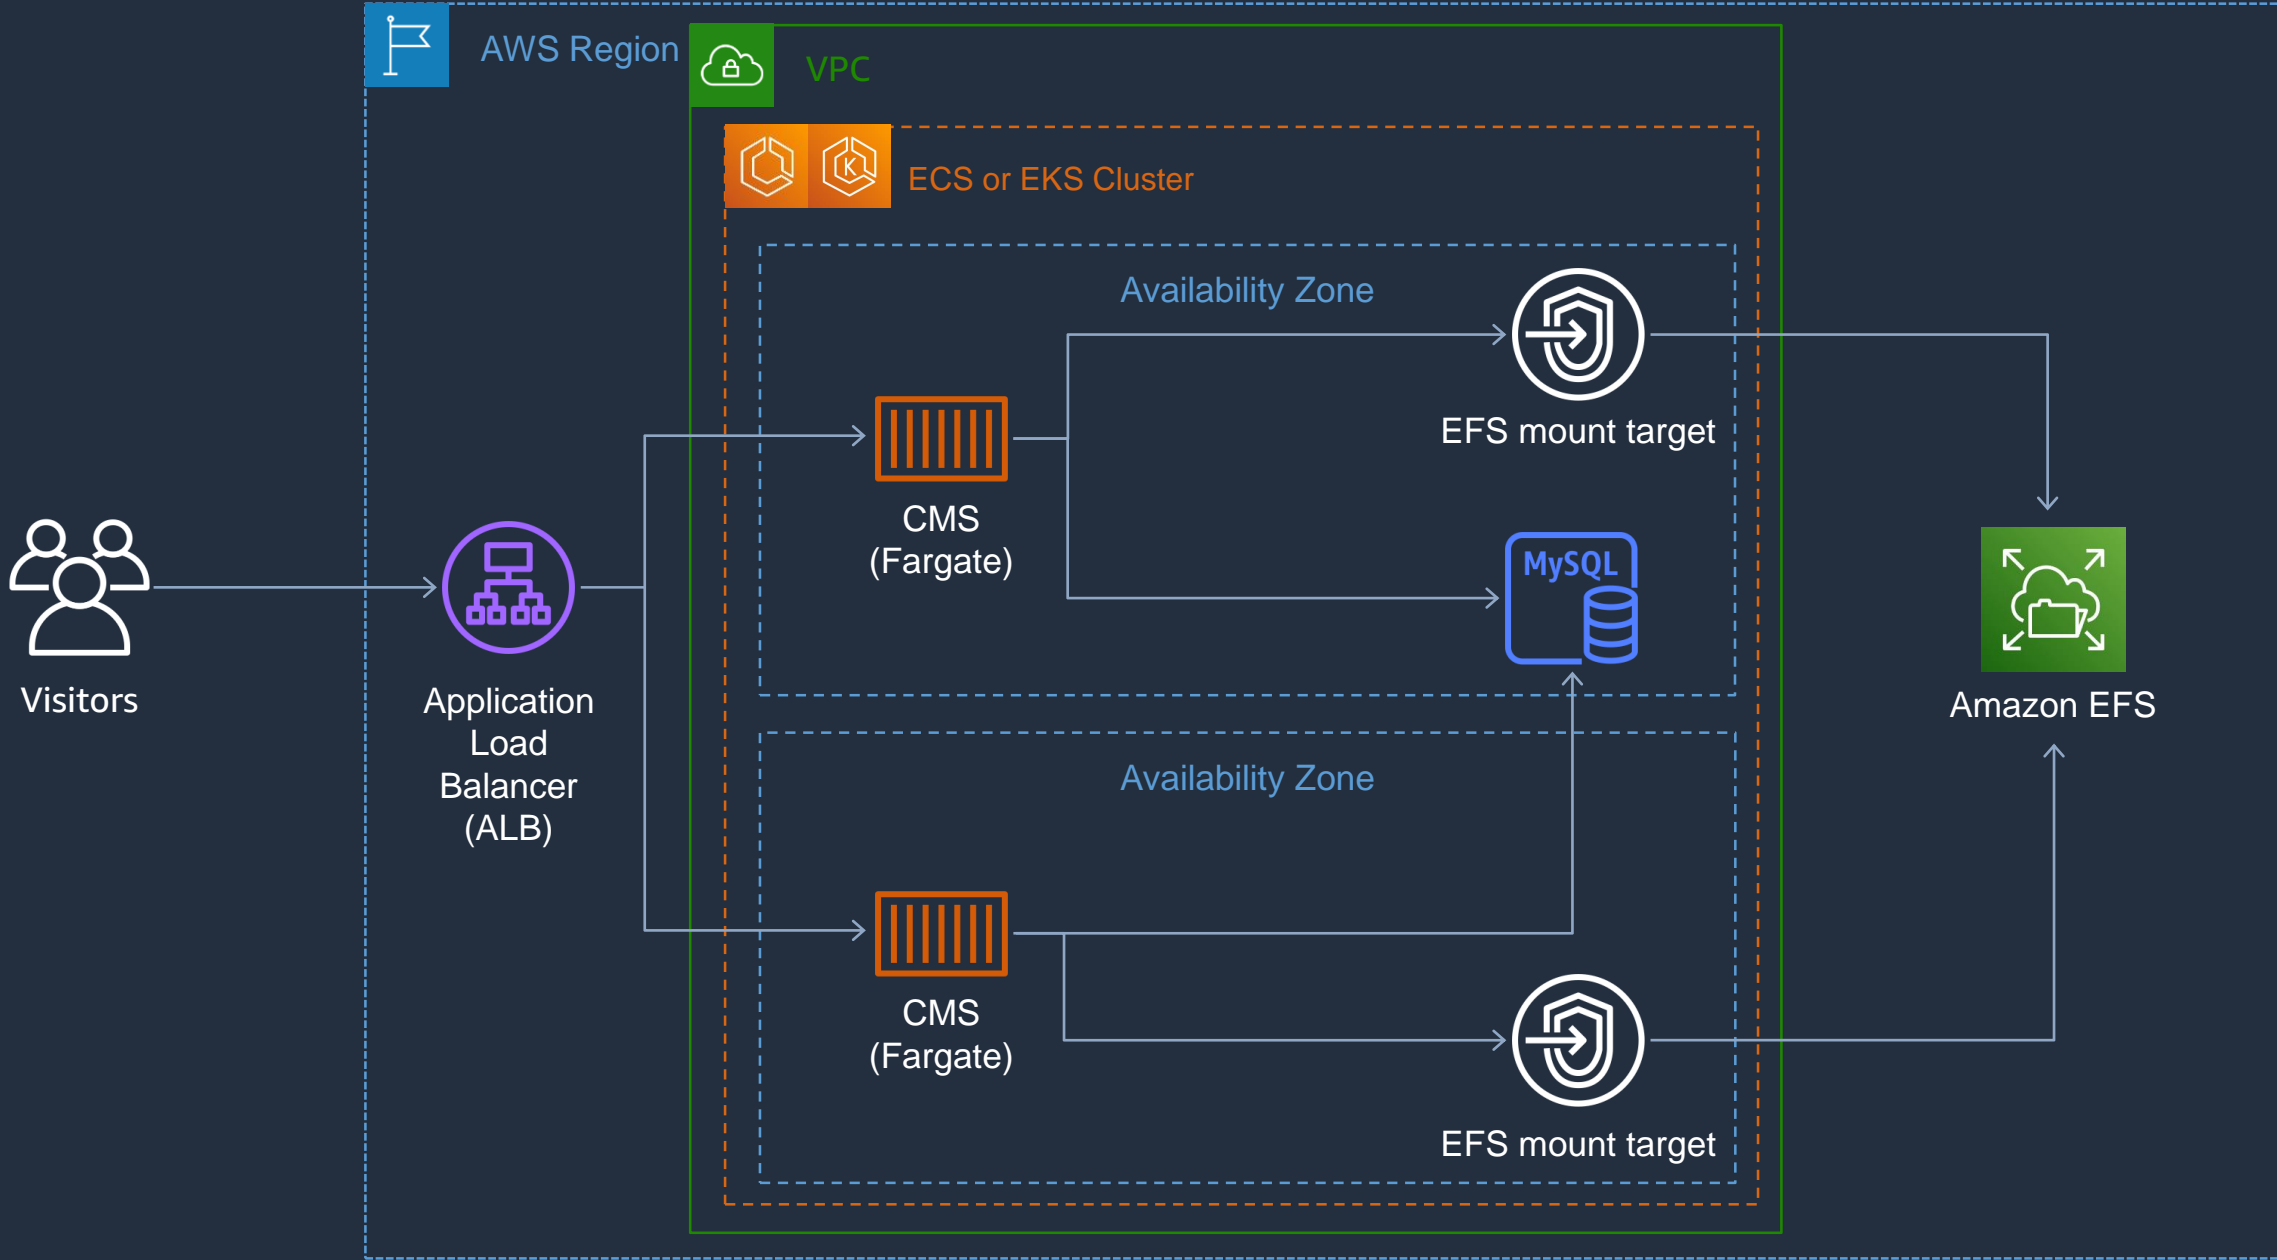 AWS Region
VPC
ECS or EKS Cluster
Availability Zone
EFS mount target
CMS
(Fargate)
MySQL
Visitors
Application
Load
Balancer
(ALB)
Amazon EFS
Availability Zone
CMS
(Fargate)
EFS mount target